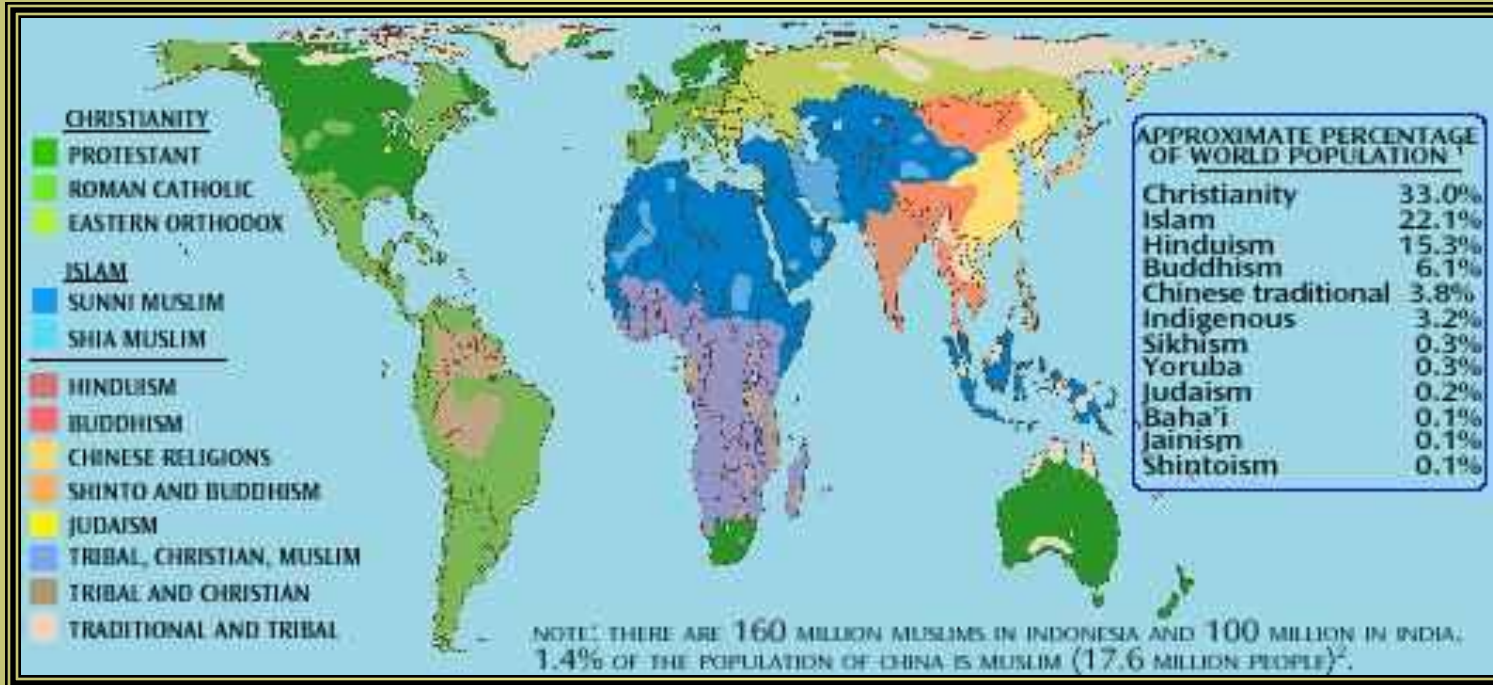 CHRISTIANITY
PROTESTANT
ROMAN CATHOLIC
EASTERN ORTHODOX
ISLAM
SUNNI MUSLIM
SHIA MUSLIM
HINDUISM
BUDDHISM
CHINESE RELIGIONS
SHINTO AND BUDDHISM
JUDAISM
TRIBAL, CHRISTIAN, MUSLIM
TRIBAL AND CHRISTIAN
TRADITIONAL AND TRIBAL
APPROXIMATE PERCENTAGE
OF WORLD POPULATION ¹
Christianity 33.0%
Islam 22.1%
Hinduism 15.3%
Buddhism 6.1%
Chinese traditional 3.8%
Indigenous 3.2%
Sikhism 0.3%
Yoruba 0.3%
Judaism 0.2%
Baha'i 0.1%
Jainism 0.1%
Shintoism 0.1%
NOTE: THERE ARE 160 MILLION MUSLIMS IN INDONESIA AND 100 MILLION IN INDIA.
1.4% OF THE POPULATION OF CHINA IS MUSLIM (17.6 MILLION PEOPLE)².